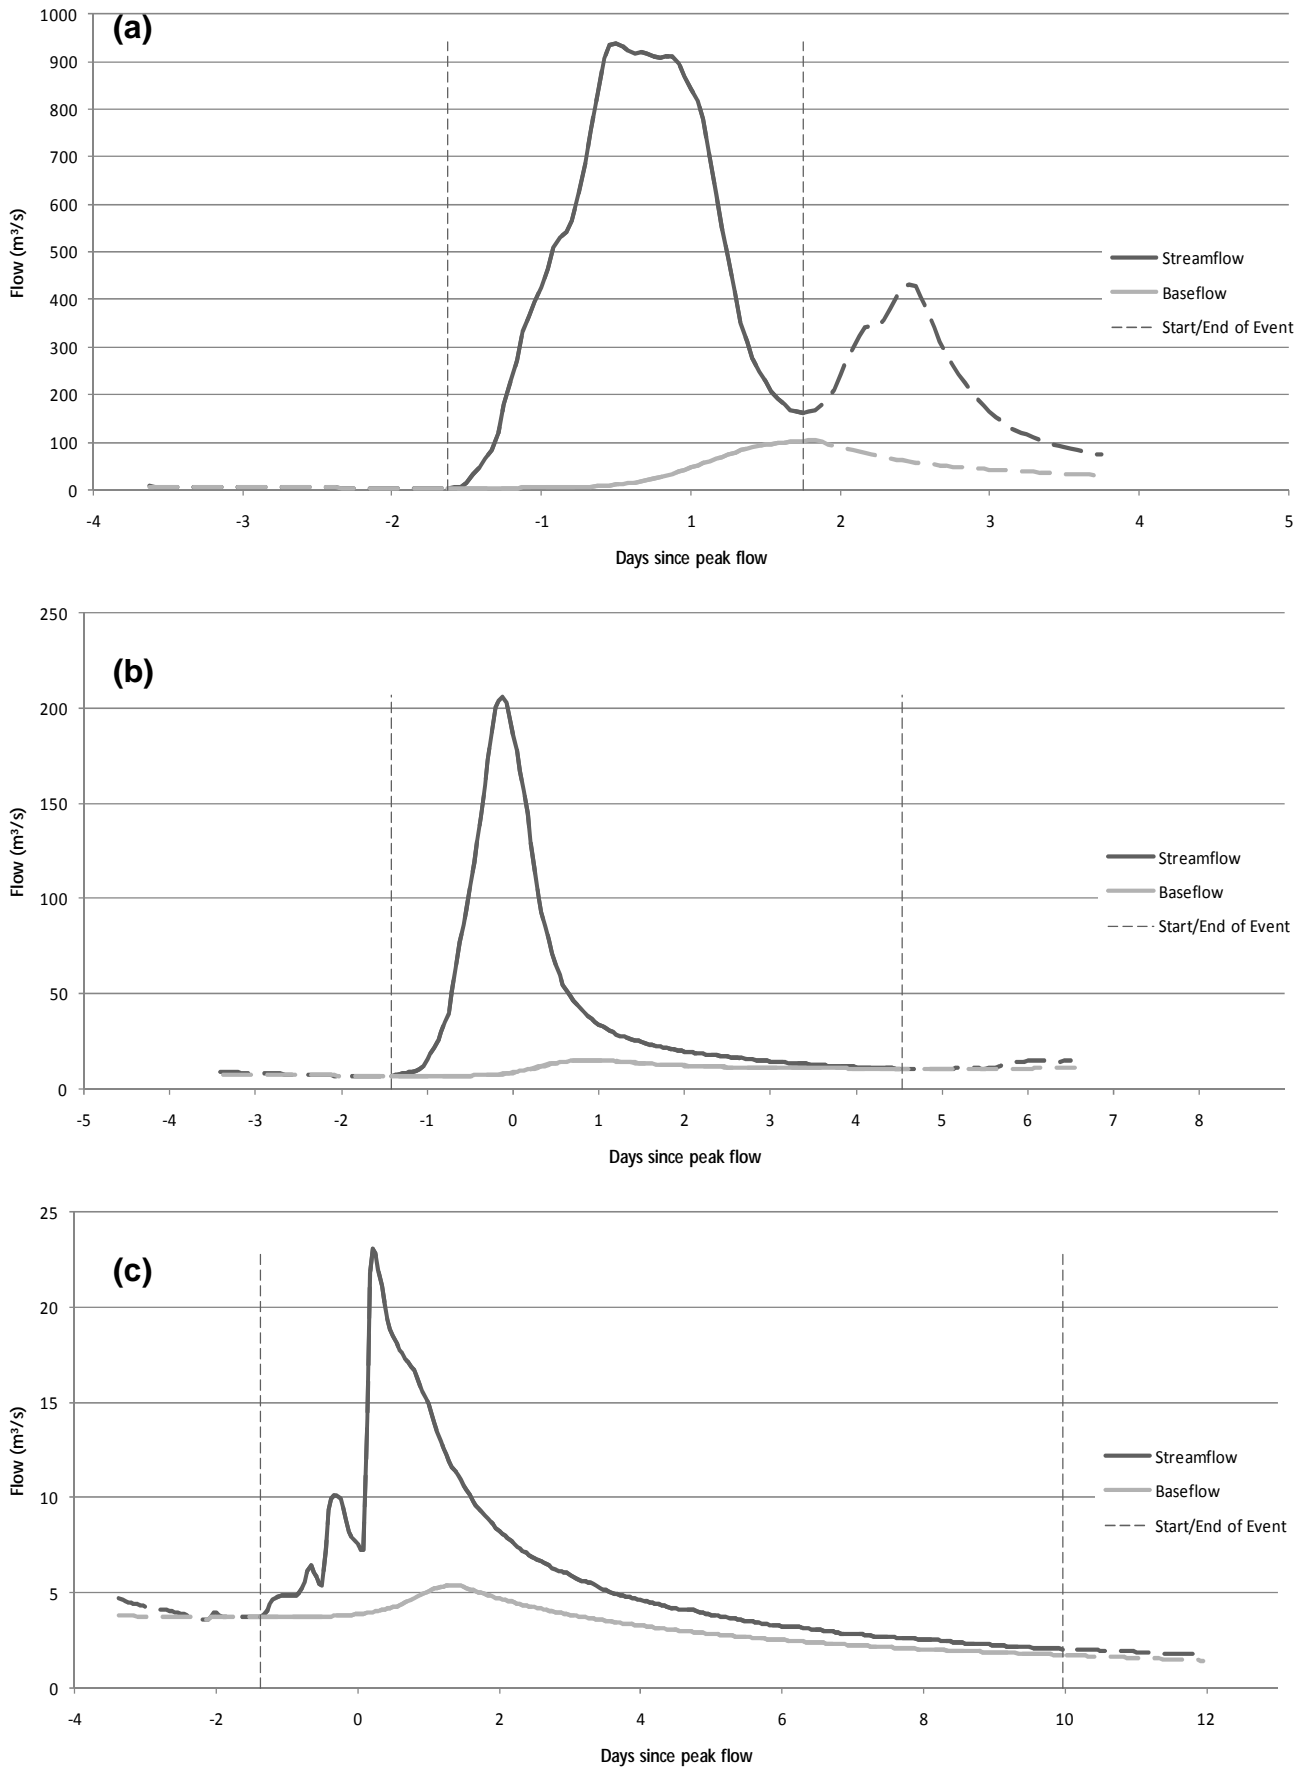 (a)
1000
900
800
700
600
500
400
300
200
100
0
Flow (m³/s)
-4 -3 -2 -1 1 2 3 4 5
Days since peak flow
Streamflow
Baseflow
Start/End of Event
(b)
250
200
150
100
50
0
Flow (m³/s)
-5 -4 -3 -2 -1 0 1 2 3 4 5 6 7 8
Days since peak flow
Streamflow
Baseflow
Start/End of Event
(c)
25
20
15
10
5
0
Flow (m³/s)
-4 -2 0 2 4 6 8 10 12
Days since peak flow
Streamflow
Baseflow
Start/End of Event